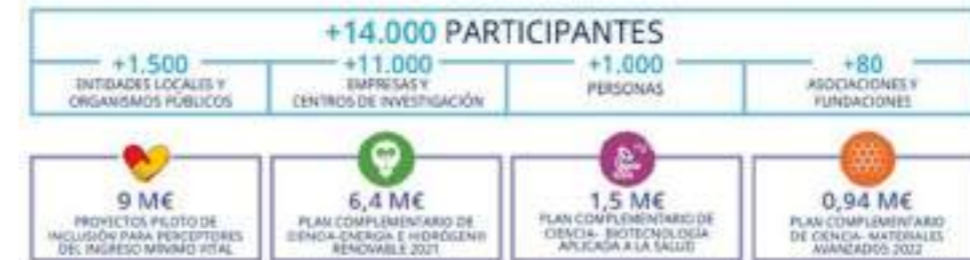 +14.000 PARTICIPANTES
+1.500
ENTIDADES LOCALES Y
ORGANISMOS PÚBLICOS
+11.000
EMPRESAS Y
CENTROS DE INVESTIGACIÓN
+1.000
PERSONAS
+80
ASOCIACIONES Y
FUNDACIONES
9 M€
PROYECTOS PILOTO DE
INCLUSIÓN PARA PERCEPTORES
DEL INGRESO MÍNIMO VITAL
6,4 M€
PLAN COMPLEMENTARIO DE
CIENCIA-ENERGÍA E HIDRÓGENO
RENOVABLE 2021
1,5 M€
PLAN COMPLEMENTARIO DE
CIENCIA- BIOTECNOLOGÍA
APLICADA A LA SALUD
0,94 M€
PLAN COMPLEMENTARIO
DE CIENCIA- MATERIALES
AVANZADOS 2022